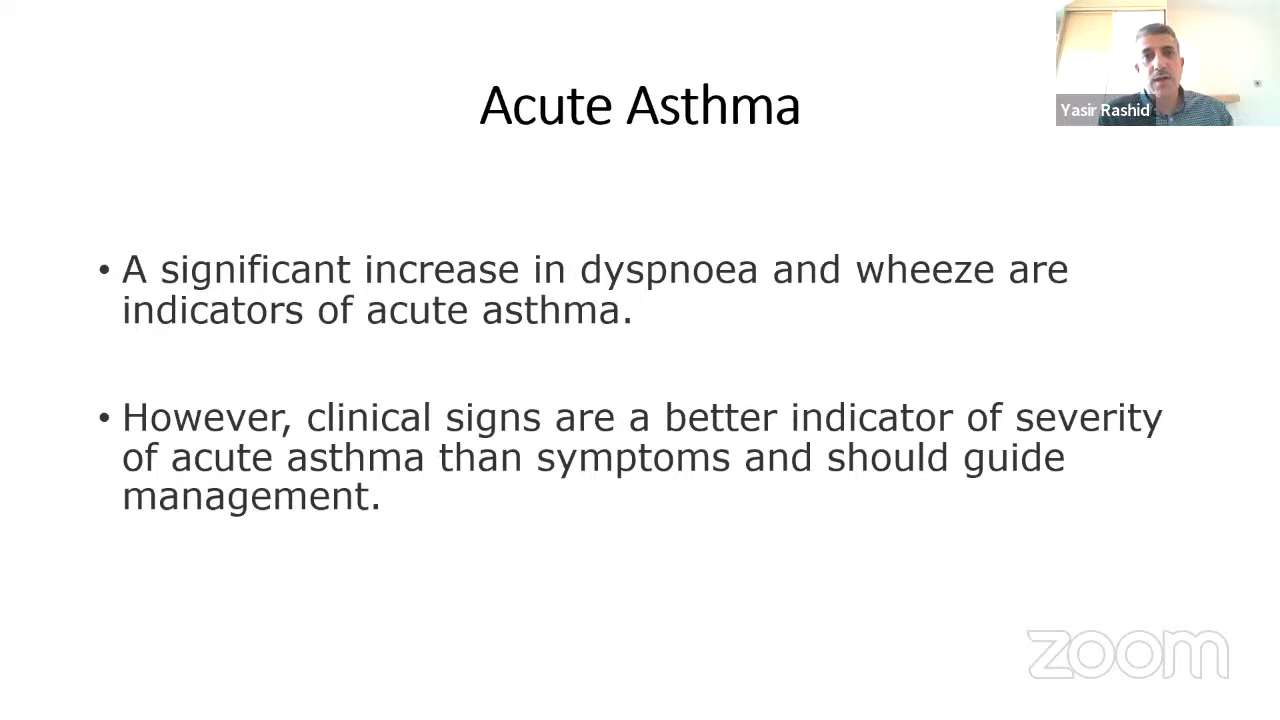 Yasir Rashid
Acute Asthma
• A significant increase in dyspnoea and wheeze are
indicators of acute asthma.
• However, clinical signs are a better indicator of severity
of acute asthma than symptoms and should guide
management.
zoom